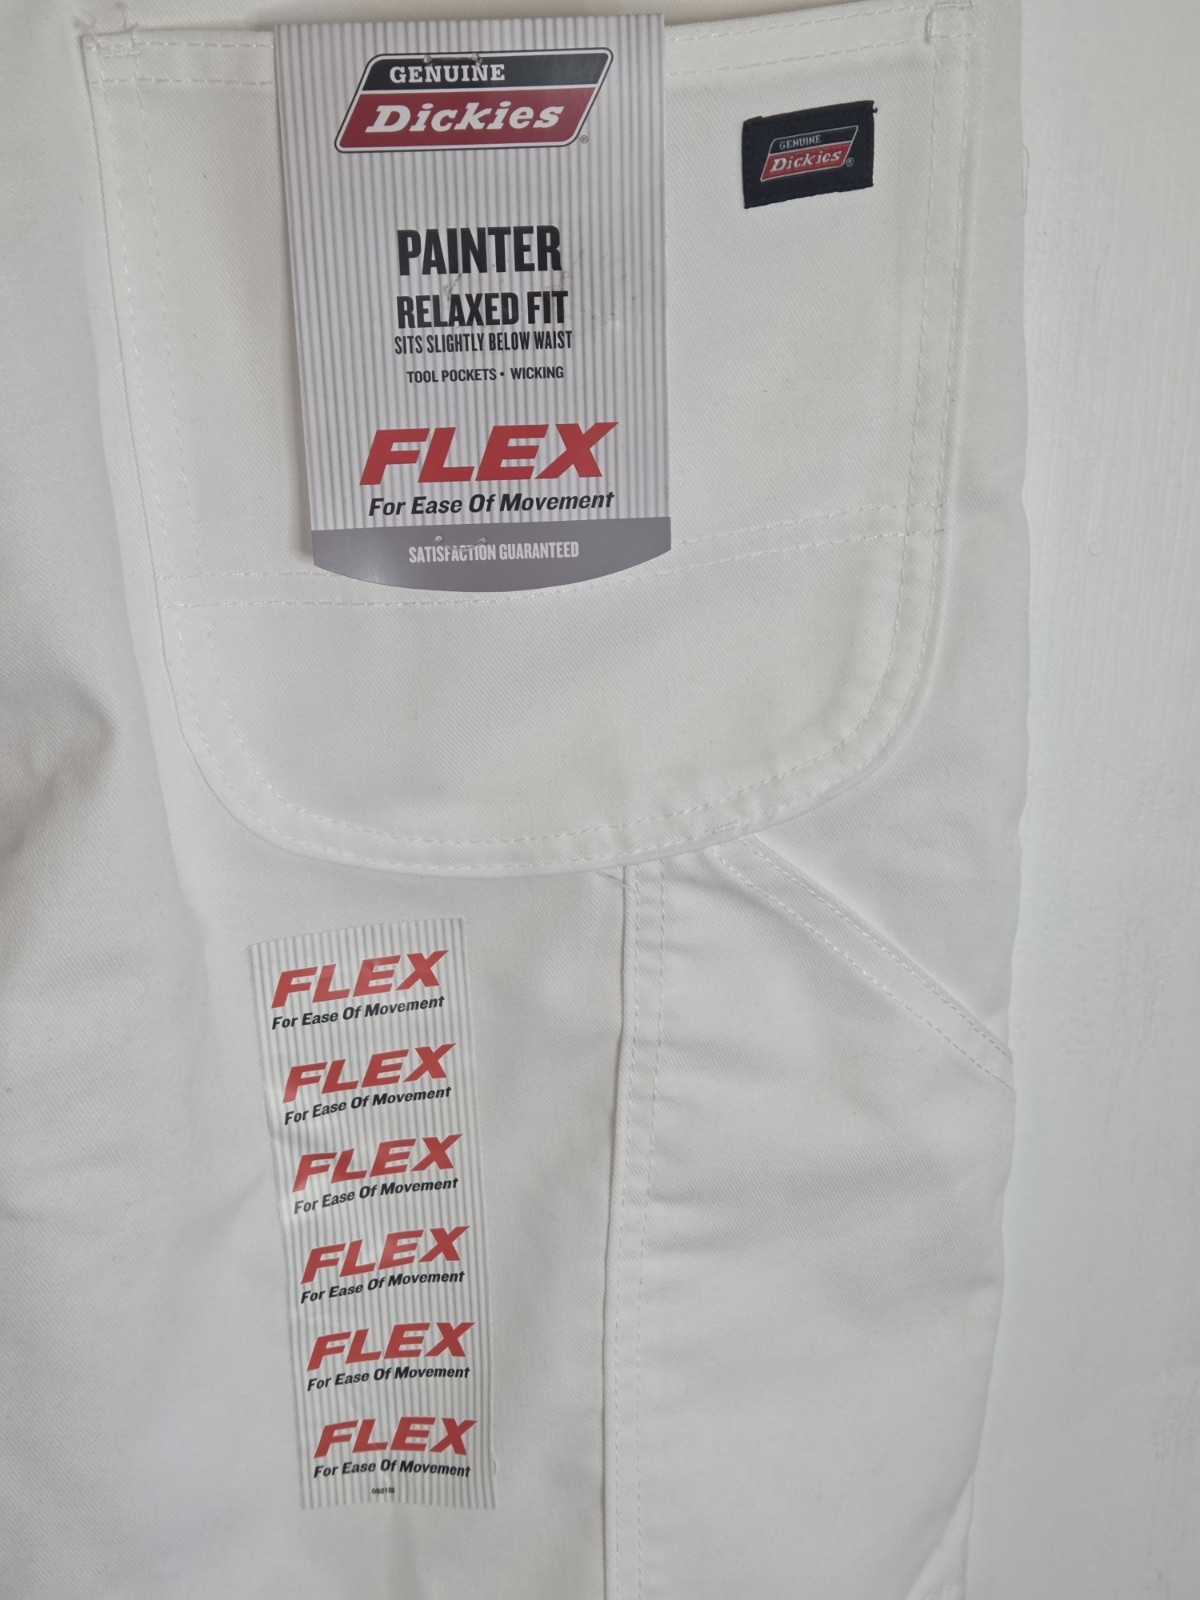 GENUINE
Dickies®
PAINTER
RELAXED FIT
SITS SLIGHTLY BELOW WAIST
TOOL POCKETS • WICKING
FLEX
For Ease Of Movement
SATISFACTION GUARANTEED
GENUINE
Dickies®
FLEX
For Ease Of Movement
FLEX
For Ease Of Movement
FLEX
For Ease Of Movement
FLEX
For Ease Of Movement
FLEX
For Ease Of Movement
FLEX
For Ease Of Movement